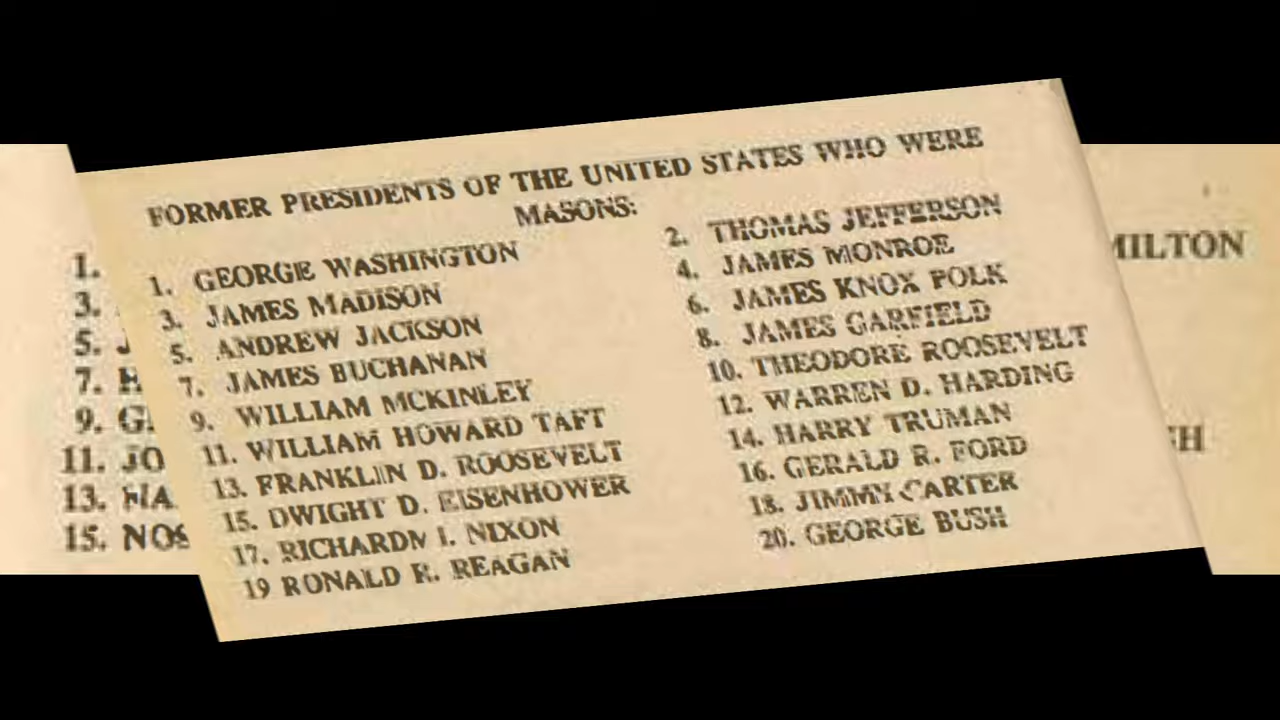 FORMER PRESIDENTS OF THE UNITED STATES WHO WERE
MASONS:
1. GEORGE WASHINGTON
2. THOMAS JEFFERSON
3. JAMES MADISON
4. JAMES MONROE
5. ANDREW JACKSON
6. JAMES KNOX POLK
7. JAMES BUCHANAN
8. JAMES GARFIELD
9. WILLIAM MCKINLEY
10. THEODORE ROOSEVELT
11. WILLIAM HOWARD TAFT
12. WARREN D. HARDING
13. FRANKLIN D. ROOSEVELT
14. HARRY TRUMAN
15. DWIGHT D. EISENHOWER
16. GERALD R. FORD
17. RICHARDM I. NIXON
18. JIMMY CARTER
19 RONALD R. REAGAN
20. GEORGE BUSH
1.
3.
5. J
7. H
9. G
11. JO
13. HA
15. NOS
MILTON
H